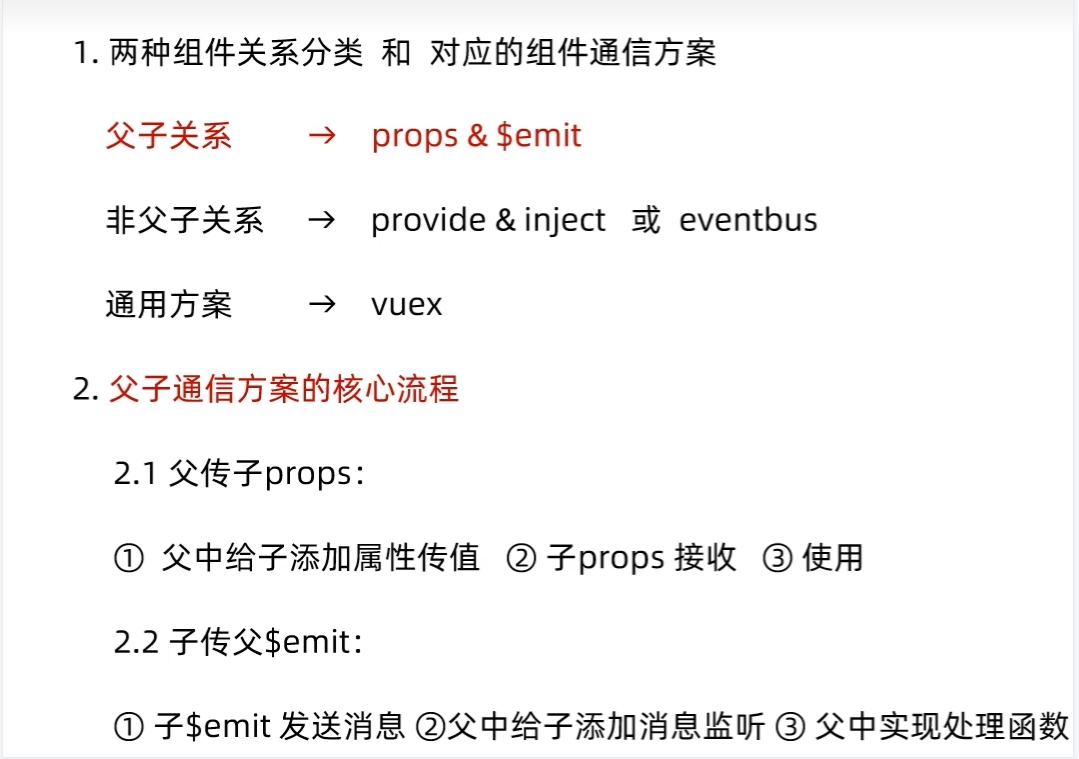 1. 两种组件关系分类 和 对应的组件通信方案
父子关系 → props & $emit
非父子关系 → provide & inject 或 eventbus
通用方案 → vuex
2. 父子通信方案的核心流程
2.1 父传子props：
① 父中给子添加属性传值 ② 子props 接收 ③ 使用
2.2 子传父$emit：
① 子$emit 发送消息 ②父中给子添加消息监听 ③ 父中实现处理函数